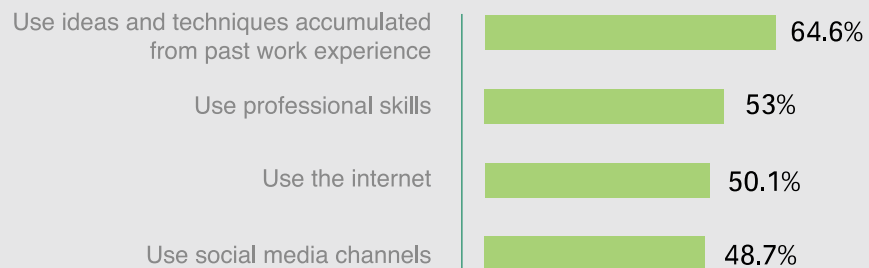 Use ideas and techniques accumulated
from past work experience
64.6%
Use professional skills
53%
Use the internet
50.1%
Use social media channels
48.7%